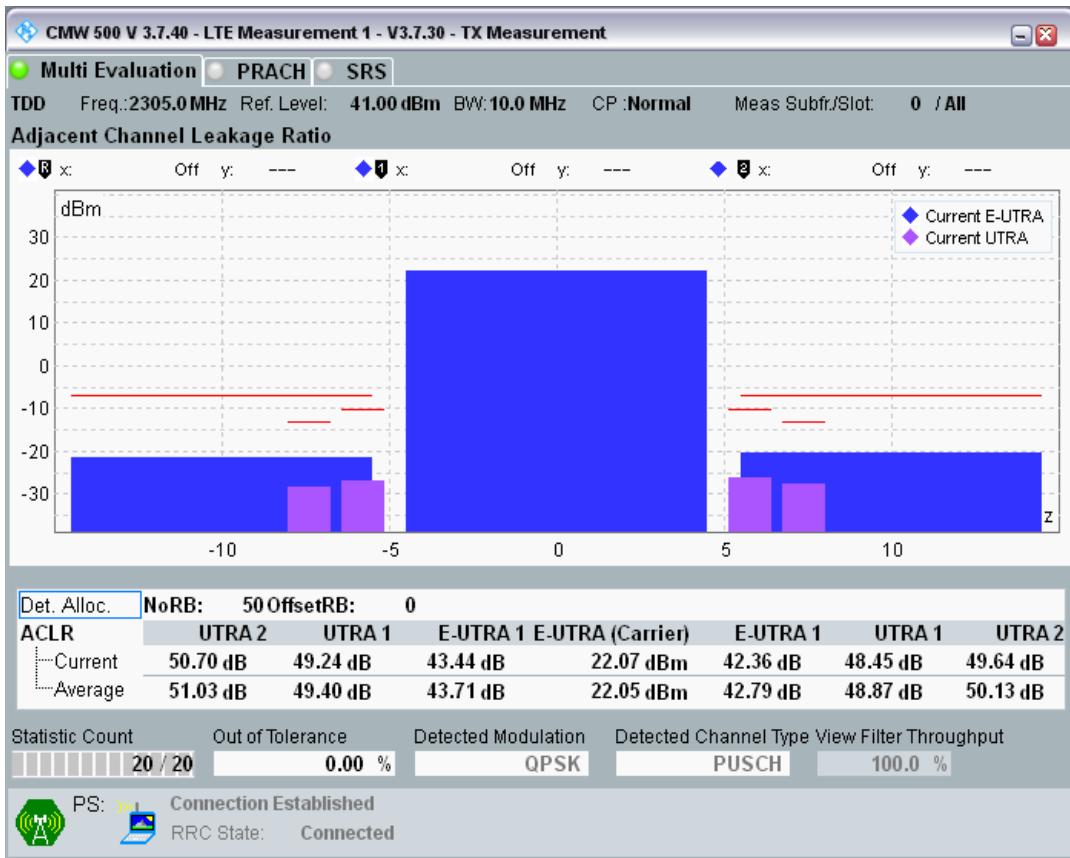 CMW 500 V 3.7.40 - LTE Measurement 1 - V3.7.30 - TX Measurement
Multi Evaluation PRACH SRS
TDD Freq.:2305.0 MHz Ref. Level: 41.00 dBm BW: 10.0 MHz CP :Normal Meas Subfr./Slot: 0 / All
Adjacent Channel Leakage Ratio
R x: Off y: --- 1 x: Off y: --- 2 x: Off y: ---
dBm
Current E-UTRA
Current UTRA
30
20
10
0
-10
-20
-30
z
-10 -5 0 5 10
Det. Alloc. NoRB: 50 OffsetRB: 0
ACLR UTRA 2 UTRA 1 E-UTRA 1 E-UTRA (Carrier) E-UTRA 1 UTRA 1 UTRA 2
Current 50.70 dB 49.24 dB 43.44 dB 22.07 dBm 42.36 dB 48.45 dB 49.64 dB
Average 51.03 dB 49.40 dB 43.71 dB 22.05 dBm 42.79 dB 48.87 dB 50.13 dB
Statistic Count Out of Tolerance Detected Modulation Detected Channel Type View Filter Throughput
20 / 20 0.00 % QPSK PUSCH 100.0 %
PS: Connection Established
RRC State: Connected